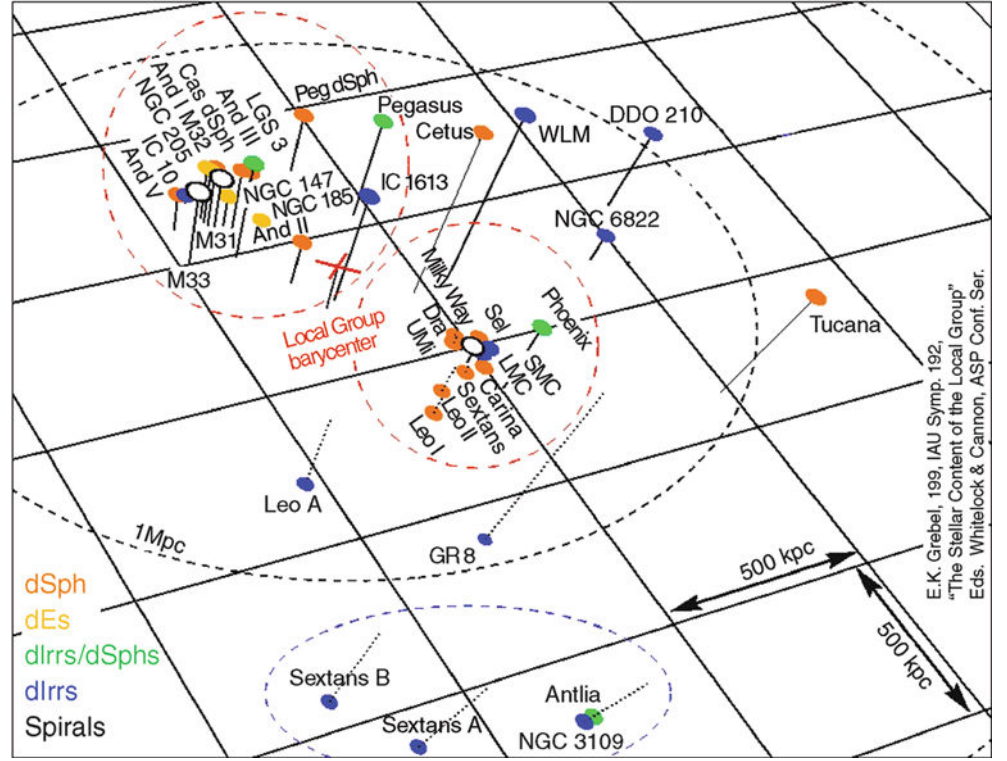 And V
IC 10
NGC 205
And I M32
Cas dSph
And III
LGS 3
Peg dSph
Pegasus
Cetus
WLM
DDO 210
NGC 147
NGC 185
IC 1613
M31
And II
M33
NGC 6822
Local Group
barycenter
Milky Way
Dra
UMi
Sel
LMC
SMC
Phoenix
Tucana
Carina
Sextans
Leo II
Leo I
Leo A
GR 8
1Mpc
500 kpc
500 kpc
dSph
dEs
dIrrs/dSphs
dIrrs
Spirals
Sextans B
Sextans A
Antlia
NGC 3109
E.K. Grebel, 199, IAU Symp. 192,
“The Stellar Content of the Local Group”
Eds. Whitelock & Cannon, ASP Conf. Ser.